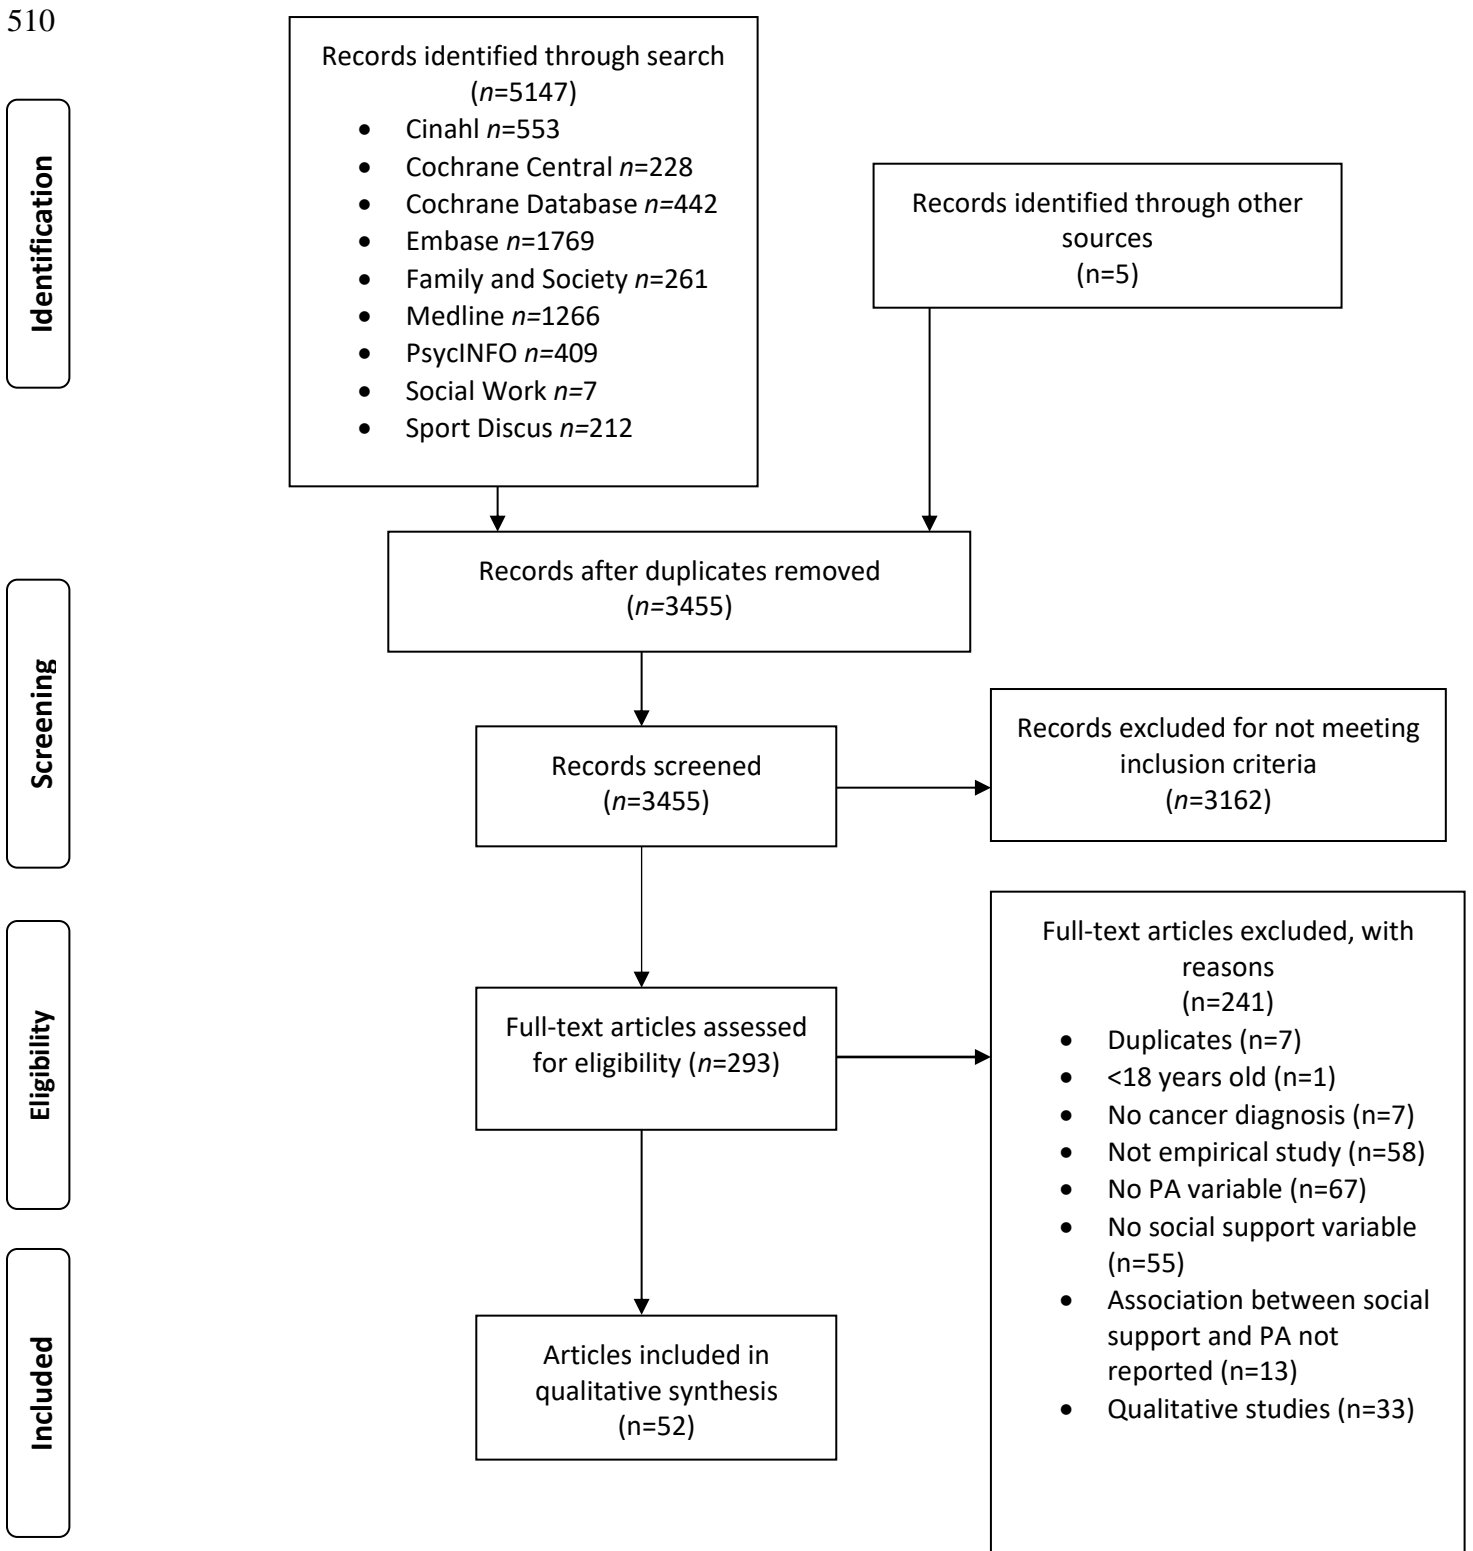 510
Records identified through search
(n=5147)
• Cinahl n=553
• Cochrane Central n=228
• Cochrane Database n=442
• Embase n=1769
• Family and Society n=261
• Medline n=1266
• PsycINFO n=409
• Social Work n=7
• Sport Discus n=212
Records identified through other
sources
(n=5)
Identification
Records after duplicates removed
(n=3455)
Screening
Records screened
(n=3455)
Records excluded for not meeting
inclusion criteria
(n=3162)
Eligibility
Full-text articles assessed
for eligibility (n=293)
Full-text articles excluded, with
reasons
(n=241)
• Duplicates (n=7)
• <18 years old (n=1)
• No cancer diagnosis (n=7)
• Not empirical study (n=58)
• No PA variable (n=67)
• No social support variable
(n=55)
• Association between social
support and PA not
reported (n=13)
• Qualitative studies (n=33)
Included
Articles included in
qualitative synthesis
(n=52)